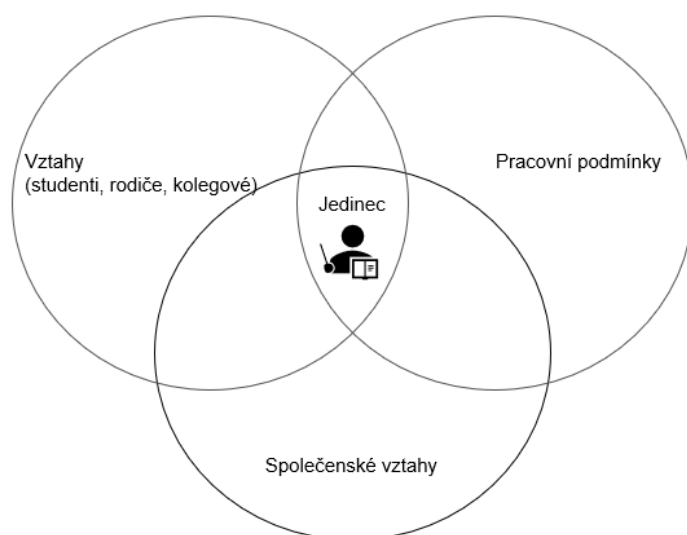 Vztahy
(studenti, rodiče, kolegové)
Pracovní podmínky
Jedinec
Společenské vztahy